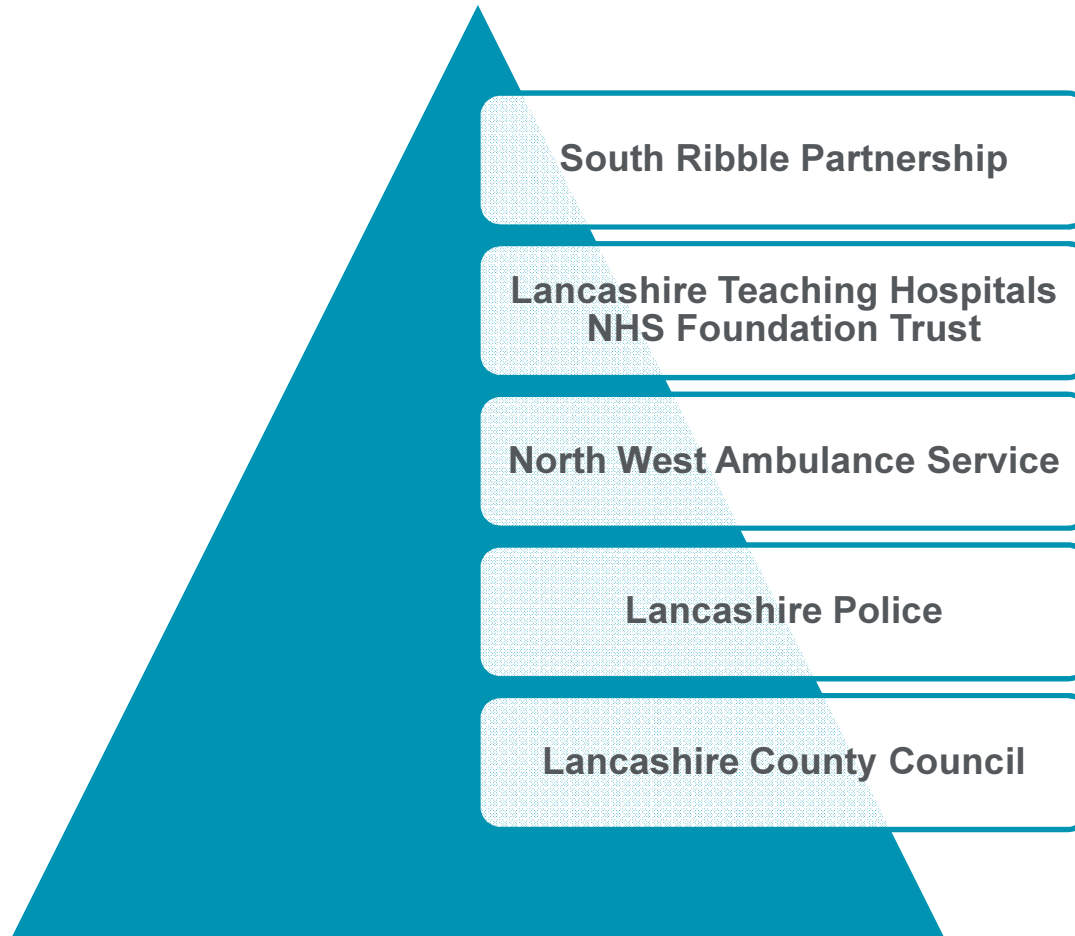 South Ribble Partnership
Lancashire Teaching Hospitals
NHS Foundation Trust
North West Ambulance Service
Lancashire Police
Lancashire County Council